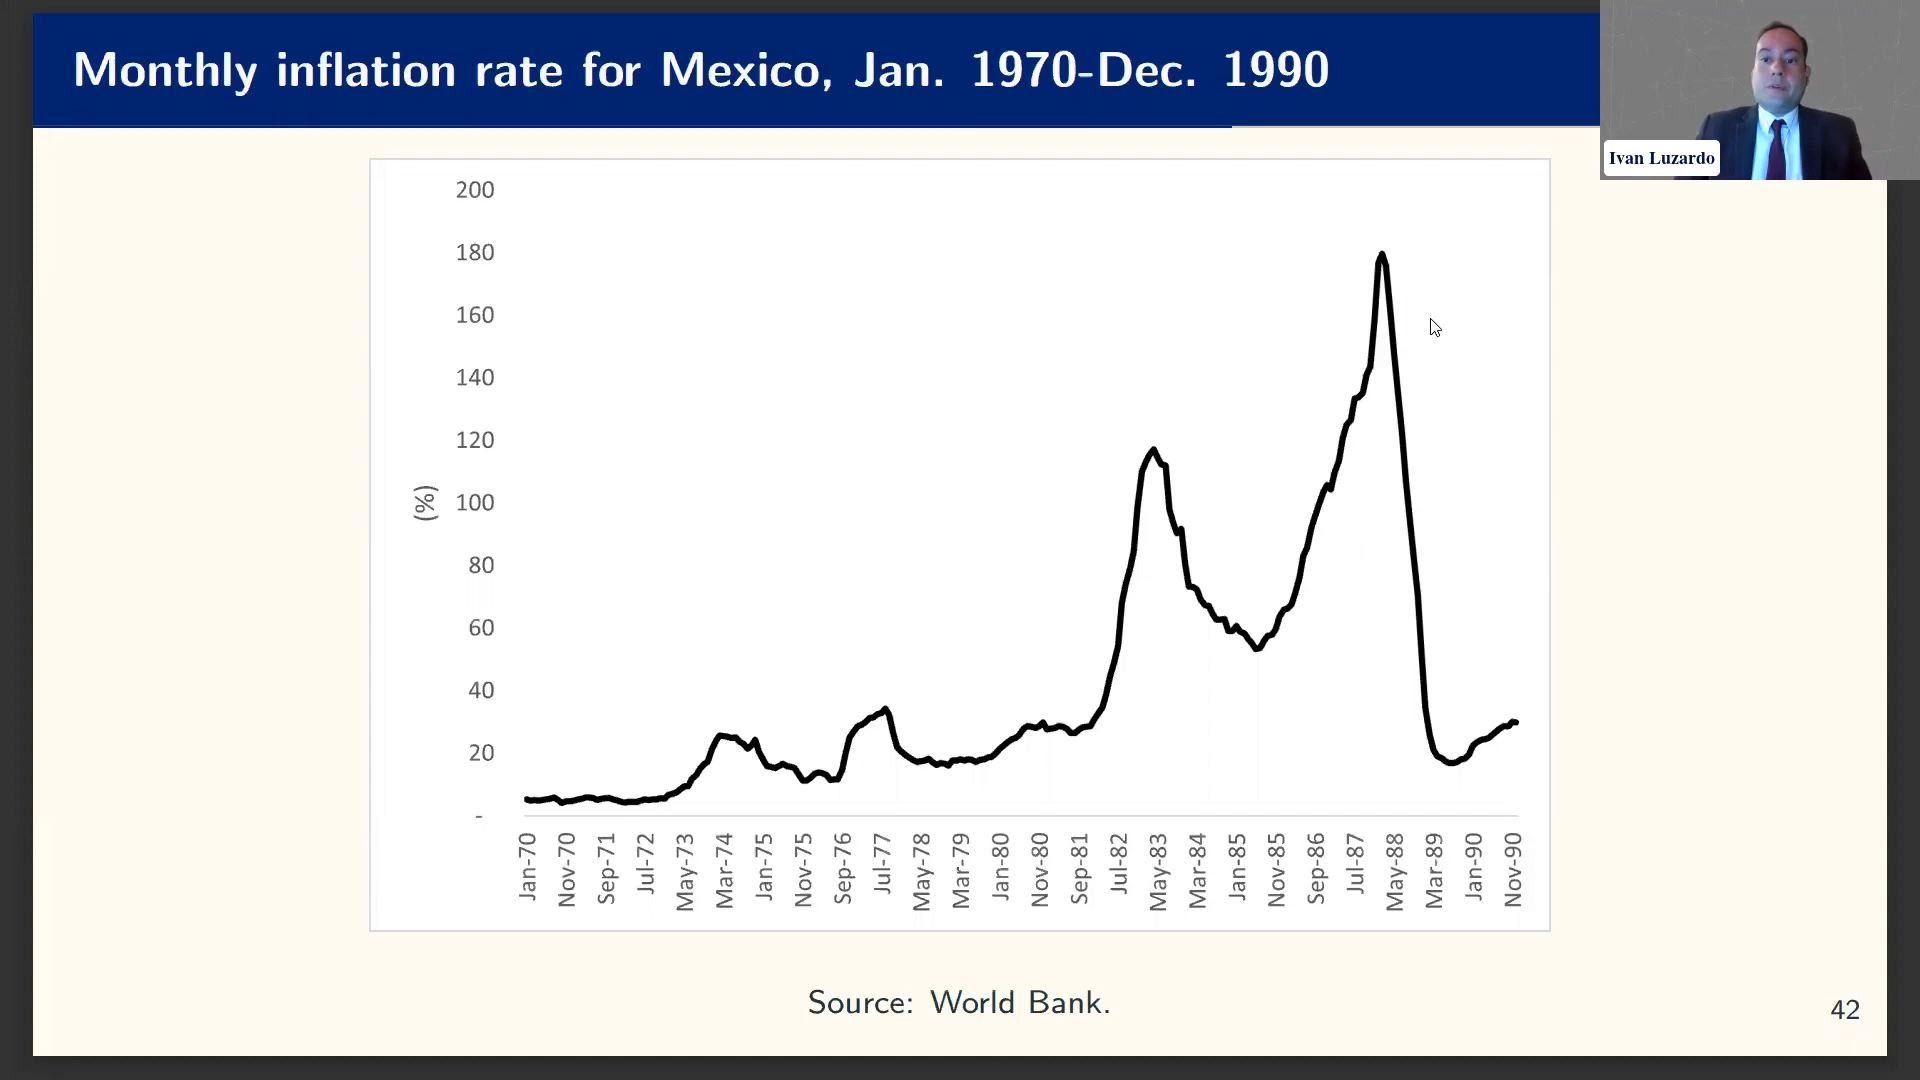 Monthly inflation rate for Mexico, Jan. 1970-Dec. 1990
Ivan Luzardo
200
180
160
140
120
100
80
60
40
20
-
(%)
Jan-70
Nov-70
Sep-71
Jul-72
May-73
Mar-74
Jan-75
Nov-75
Sep-76
Jul-77
May-78
Mar-79
Jan-80
Nov-80
Sep-81
Jul-82
May-83
Mar-84
Jan-85
Nov-85
Sep-86
Jul-87
May-88
Mar-89
Jan-90
Nov-90
Source: World Bank.
42